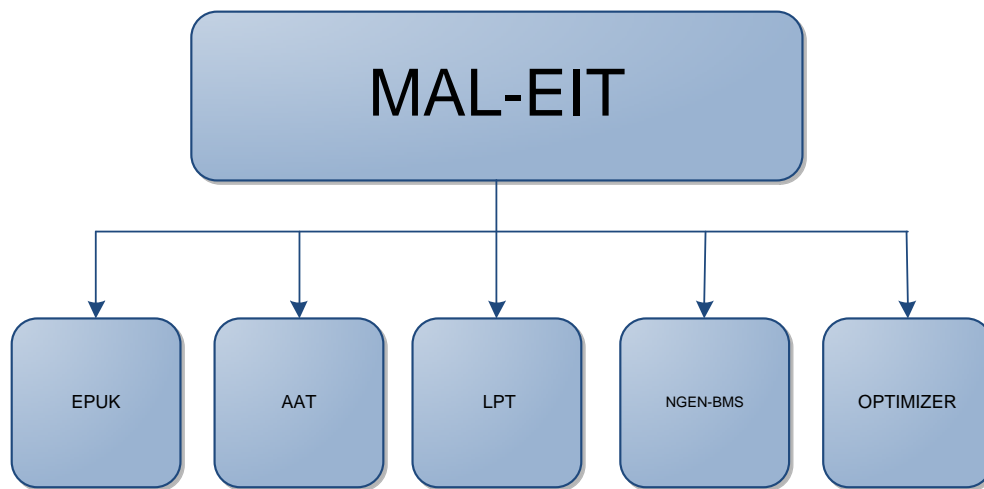 MAL-EIT
EPUK
AAT
LPT
NGEN-BMS
OPTIMIZER